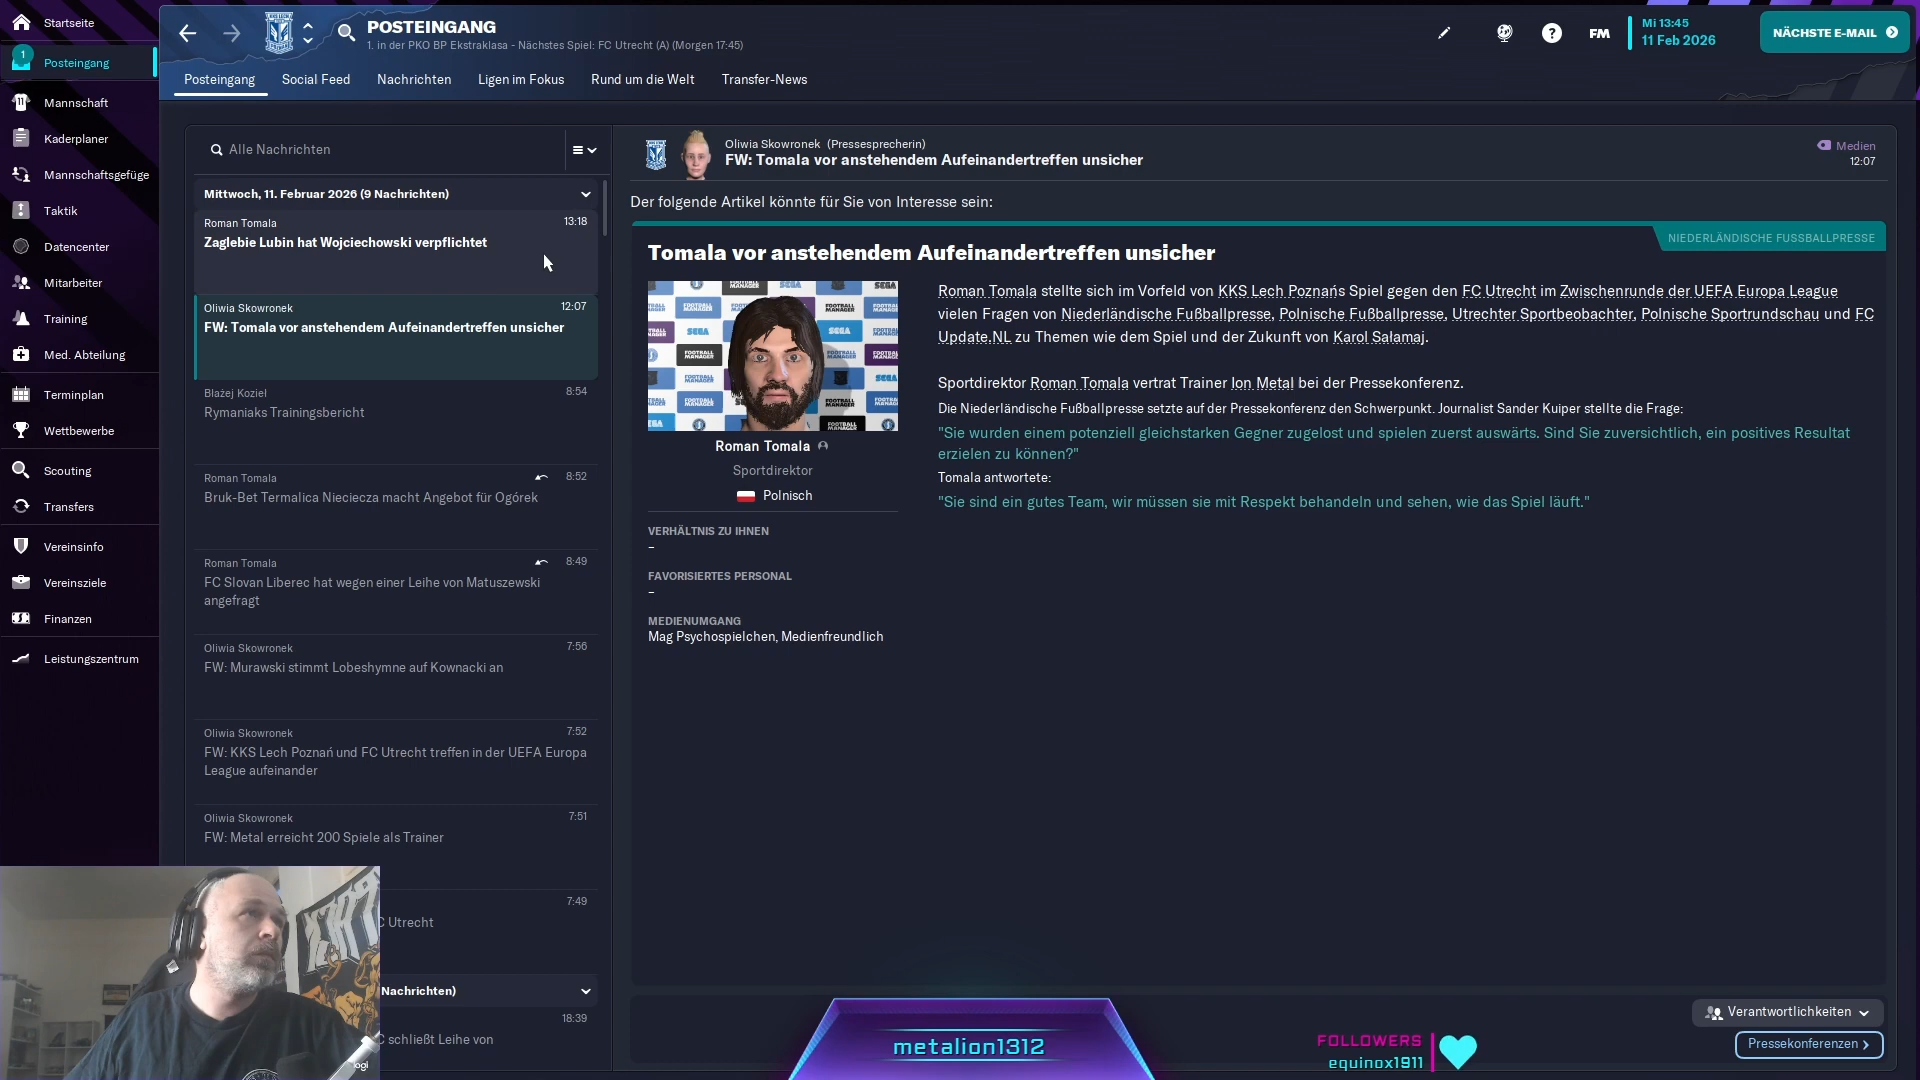 Startseite
1
Posteingang
Mannschaft
Kaderplaner
Mannschaftsgefüge
Taktik
Datencenter
Mitarbeiter
Training
Med. Abteilung
Terminplan
Wettbewerbe
Scouting
Transfers
Vereinsinfo
Vereinsziele
Finanzen
Leistungszentrum
POSTEINGANG
1. in der PKO BP Ekstraklasa - Nächstes Spiel: FC Utrecht (A) (Morgen 17:45)
FM
Mi 13:45
11 Feb 2026
NÄCHSTE E-MAIL
Posteingang
Social Feed
Nachrichten
Ligen im Fokus
Rund um die Welt
Transfer-News
Alle Nachrichten
Mittwoch, 11. Februar 2026 (9 Nachrichten)
Roman Tomala 13:18
Zaglebie Lubin hat Wojciechowski verpflichtet
Oliwia Skowronek 12:07
FW: Tomala vor anstehendem Aufeinandertreffen unsicher
Błażej Koziel 8:54
Rymaniaks Trainingsbericht
Roman Tomala 8:52
Bruk-Bet Termalica Nieciecza macht Angebot für Ogórek
Roman Tomala 8:49
FC Slovan Liberec hat wegen einer Leihe von Matuszewski
angefragt
Oliwia Skowronek 7:56
FW: Murawski stimmt Lobeshymne auf Kownacki an
Oliwia Skowronek 7:52
FW: KKS Lech Poznań und FC Utrecht treffen in der UEFA Europa
League aufeinander
Oliwia Skowronek 7:51
FW: Metal erreicht 200 Spiele als Trainer
7:49
C Utrecht
Nachrichten)
18:39
C schließt Leihe von
logi
Oliwia Skowronek (Pressesprecherin)
FW: Tomala vor anstehendem Aufeinandertreffen unsicher
Medien
12:07
Der folgende Artikel könnte für Sie von Interesse sein:
NIEDERLÄNDISCHE FUSSBALLPRESSE
Tomala vor anstehendem Aufeinandertreffen unsicher
Roman Tomala
Sportdirektor
Polnisch
VERHÄLTNIS ZU IHNEN
–
FAVORISIERTES PERSONAL
–
MEDIENUMGANG
Mag Psychospielchen, Medienfreundlich
Roman Tomala stellte sich im Vorfeld von KKS Lech Poznańs Spiel gegen den FC Utrecht im Zwischenrunde der UEFA Europa League
vielen Fragen von Niederländische Fußballpresse, Polnische Fußballpresse, Utrechter Sportbeobachter, Polnische Sportrundschau und FC
Update.NL zu Themen wie dem Spiel und der Zukunft von Karol Salamaj.
Sportdirektor Roman Tomala vertrat Trainer Ion Metal bei der Pressekonferenz.
Die Niederländische Fußballpresse setzte auf der Pressekonferenz den Schwerpunkt. Journalist Sander Kuiper stellte die Frage:
"Sie wurden einem potenziell gleichstarken Gegner zugelost und spielen zuerst auswärts. Sind Sie zuversichtlich, ein positives Resultat
erzielen zu können?"
Tomala antwortete:
"Sie sind ein gutes Team, wir müssen sie mit Respekt behandeln und sehen, wie das Spiel läuft."
Verantwortlichkeiten
Pressekonferenzen
metalion1312
FOLLOWERS
equinox1911